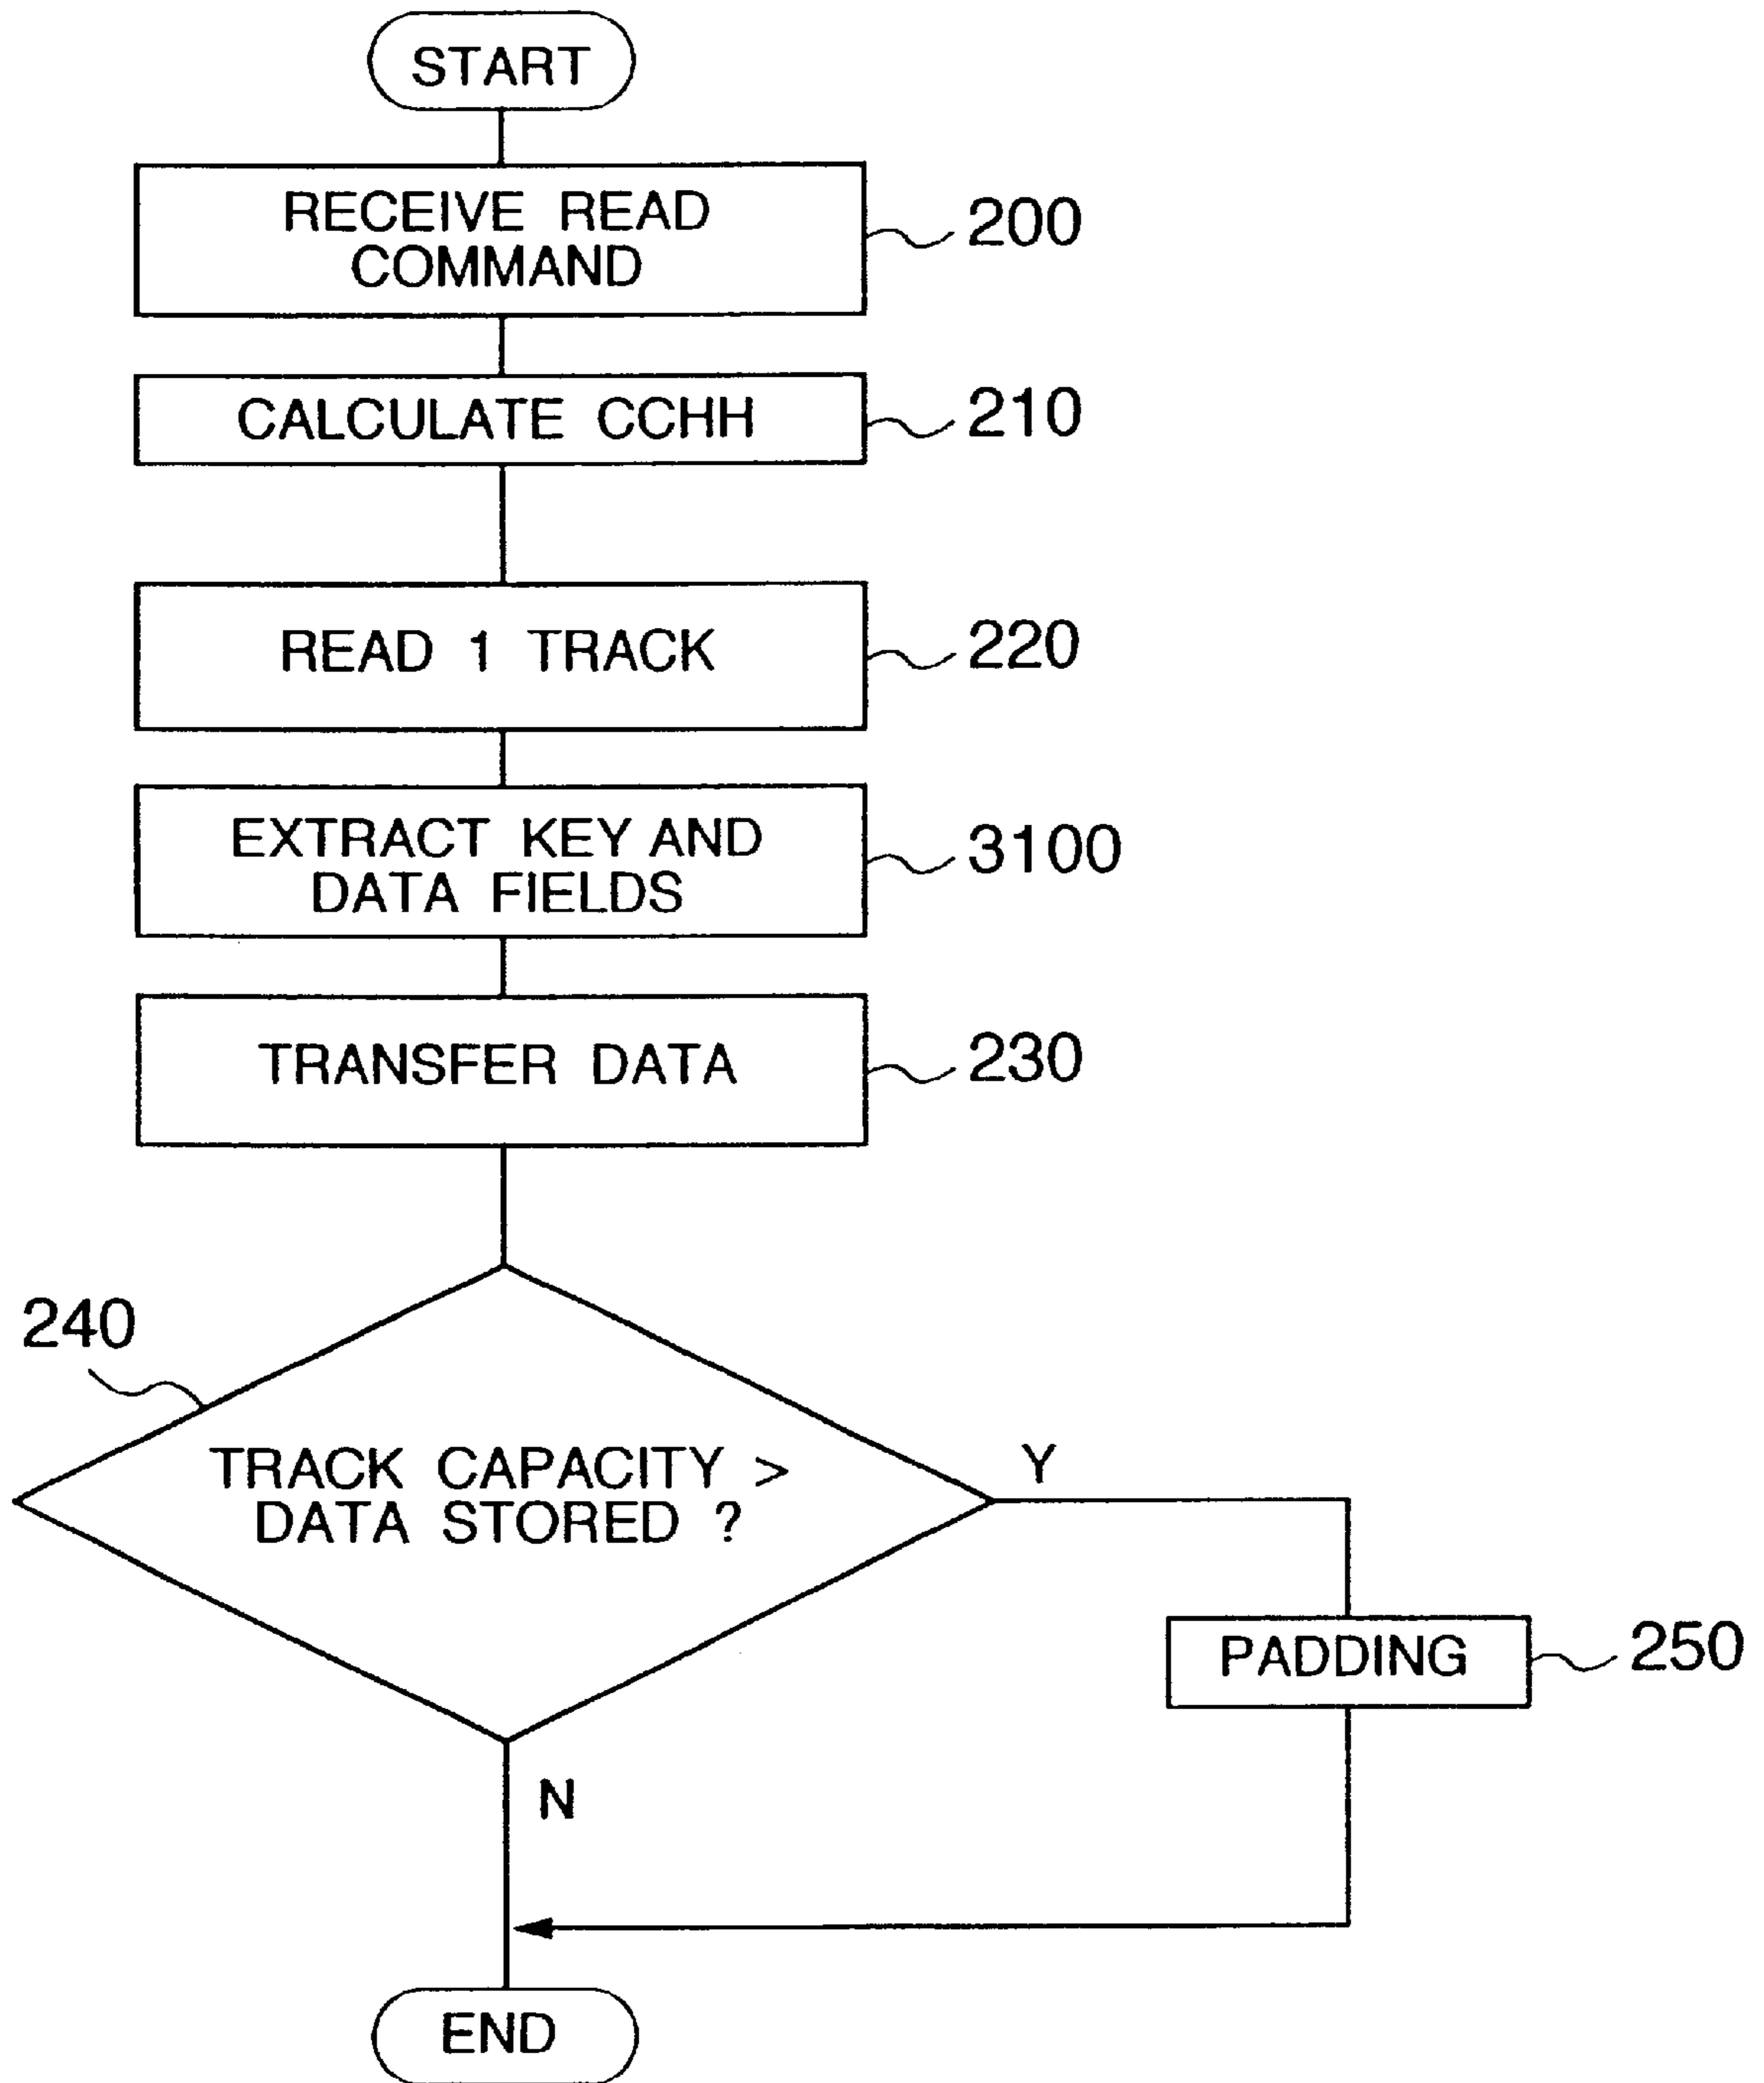 START
RECEIVE READ
COMMAND
200
CALCULATE CCHH
210
READ 1 TRACK
220
EXTRACT KEY AND
DATA FIELDS
3100
TRANSFER DATA
230
240
TRACK CAPACITY >
DATA STORED ?
Y
PADDING
250
N
END